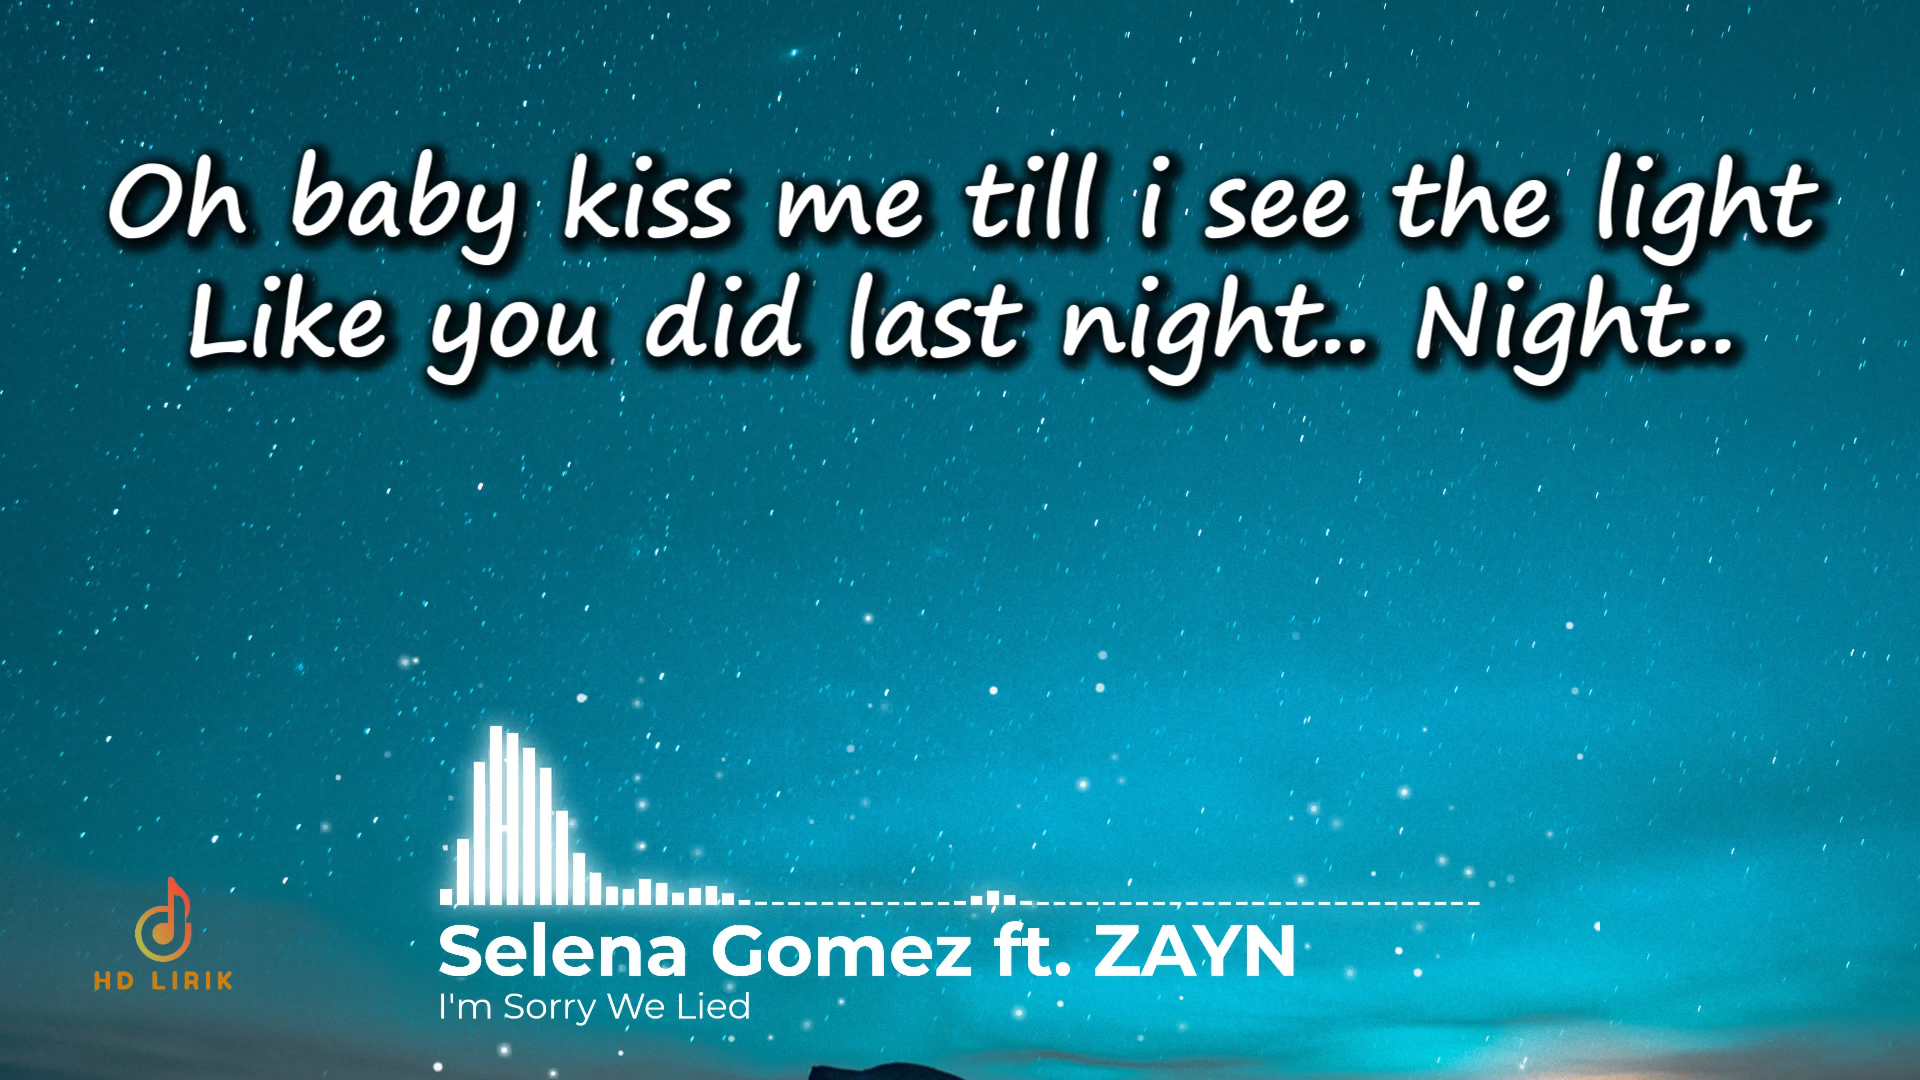 Oh baby kiss me till i see the light
Like you did last night.. Night..
Selena Gomez ft. ZAYN
I'm Sorry We Lied
HD LIRIK